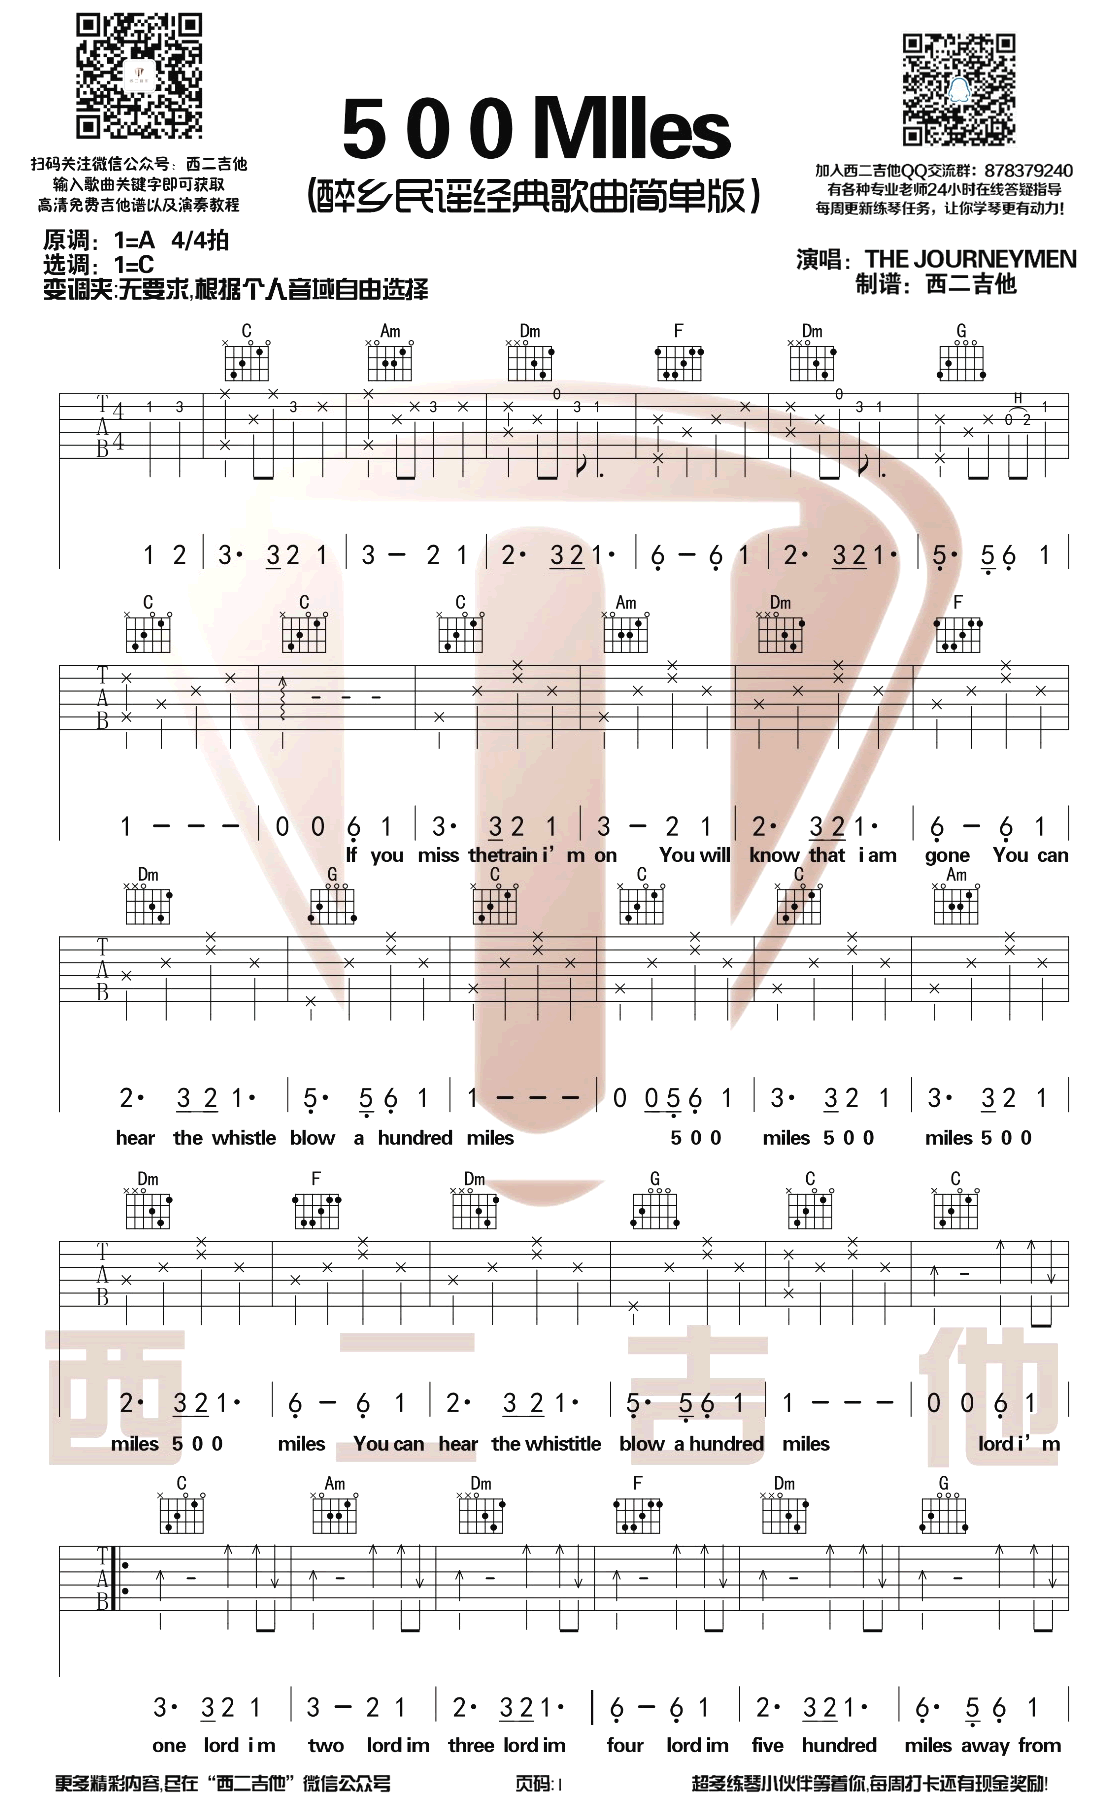 扫码关注微信公众号：西二吉他
输入歌曲关键字即可获取
高清免费吉他谱以及演奏教程
5 0 0 MIles
(醉乡民谣经典歌曲简单版)
加入西二吉他QQ交流群：878379240
有各种专业老师24小时在线答疑指导
每周更新练琴任务，让你学琴更有动力！
原调：1=A 4/4拍
选调：1=C
变调夹:无要求,根据个人音域自由选择
演唱：THE JOURNEYMEN
制谱：西二吉他
C Am Dm F Dm G
T A B 4 4 1 3 3 3 0 3 1 0 3 1 H 0 2 1
1 2 | 3· 3 2 1 | 3 – 2 1 | 2· 3 2 1· | 6 – 6 1 | 2· 3 2 1· | 5· 5 6 1
C C C Am Dm F
T A B
1 – – – | 0 0 6 1 | 3· 3 2 1 | 3 – 2 1 | 2· 3 2 1· | 6 – 6 1
If you miss thetrain i’m on You will know that i am gone You can
Dm G C C C Am
T A B
2· 3 2 1· | 5· 5 6 1 | 1 – – – | 0 0 5 6 1 | 3· 3 2 1 | 3· 3 2 1
hear the whistle blow a hundred miles 5 0 0 miles 5 0 0 miles 5 0 0
Dm F Dm G C C
T A B
西二吉他
2· 3 2 1· | 6 – 6 1 | 2· 3 2 1· | 5· 5 6 1 | 1 – – – | 0 0 6 1
miles 5 0 0 miles You can hear the whistitle blow a hundred miles lord i’m
C Am Dm F Dm G
T A B
3· 3 2 1 | 3 – 2 1 | 2· 3 2 1· | 6 – 6 1 | 2· 3 2 1· | 6· 5 6 1
one lord i m two lord im three lord im four lord im five hundred miles away from
更多精彩内容,尽在“西二吉他”微信公众号
页码:1
超多练琴小伙伴等着你,每周打卡还有现金奖励!